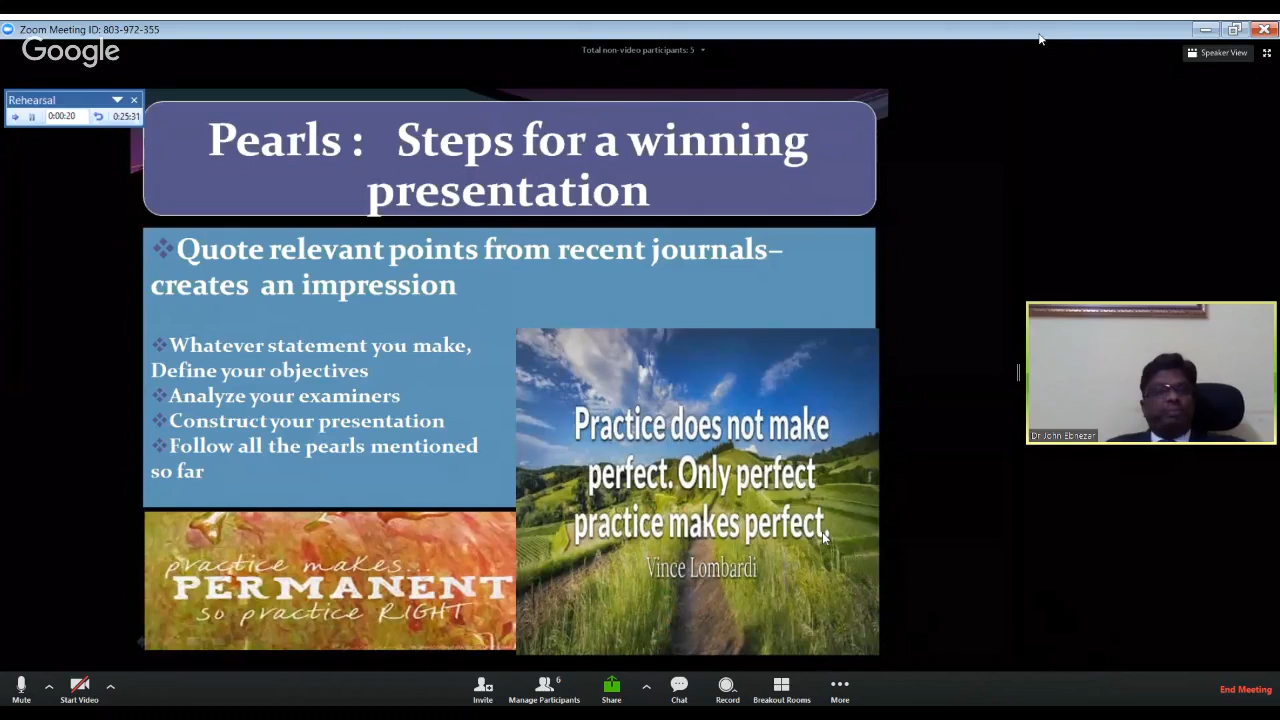 Zoom Meeting ID: 803-972-355
Google
Total non-video participants: 5
Speaker View
Rehearsal
0:00:20
0:25:31
Pearls : Steps for a winning
presentation
Quote relevant points from recent journals–
creates an impression
Whatever statement you make,
Define your objectives
Analyze your examiners
Construct your presentation
Follow all the pearls mentioned
so far
Practice does not make
perfect. Only perfect
practice makes perfect.
Vince Lombardi
practice makes...
PERMANENT
so practice RIGHT
Dr John Ebnezar
Mute
Start Video
Invite
6
Manage Participants
Share
Chat
Record
Breakout Rooms
More
End Meeting